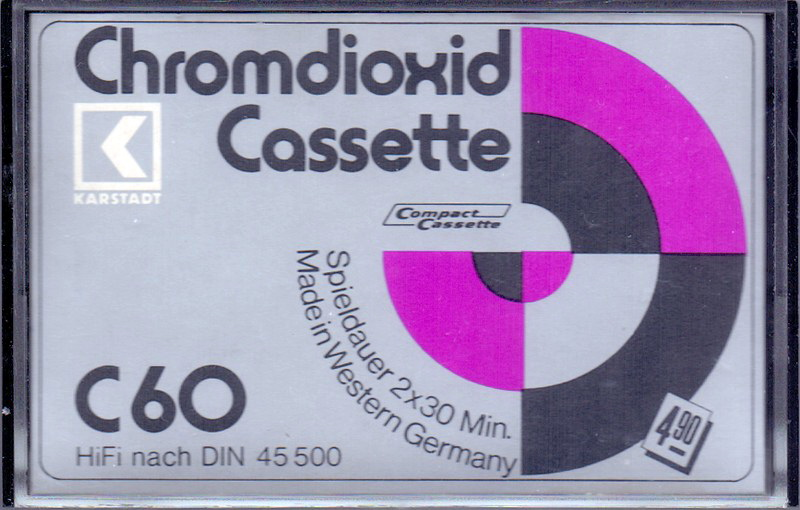 Chromdioxid
Cassette
KARSTADT
Compact
Cassette
Spieldauer 2x30 Min.
Made in Western Germany
C60
HiFi nach DIN 45 500
4.90